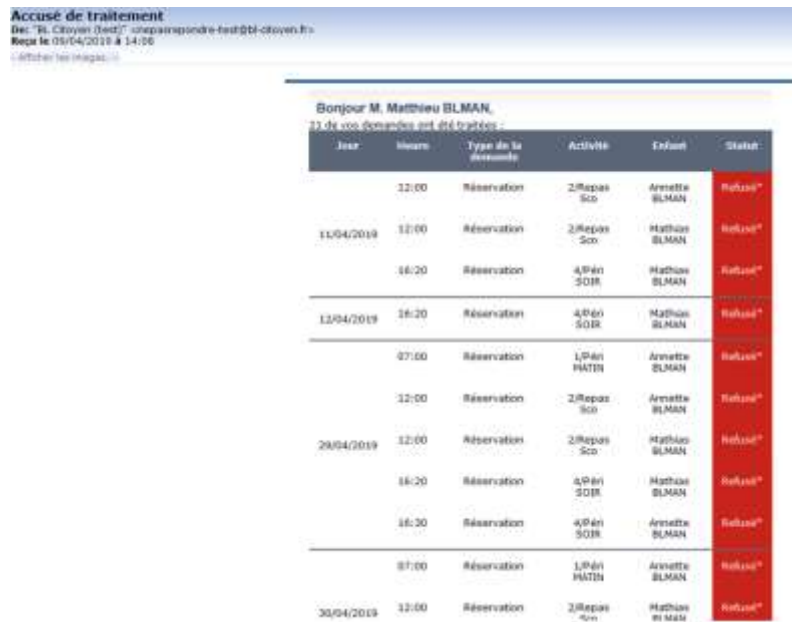 Accusé de traitement
De: "BL Citoyen (test)" <nepasrepondre-test@bl-citoyen.fr>
Reçu le 09/04/2019 à 14:06
Afficher les images
Bonjour M. Matthieu BLMAN,
de vos demandes ont été traitées :
Jour Heure Type de la demande Activité Enfant Statut
12:00 Réservation 2/Repas Sco Annette BLMAN Refusé*
11/04/2019 12:00 Réservation 2/Repas Sco Mathias BLMAN Refusé*
16:20 Réservation 4/Péri SOIR Mathias BLMAN Refusé*
12/04/2019 16:20 Réservation 4/Péri SOIR Mathias BLMAN Refusé*
07:00 Réservation 1/Péri MATIN Annette BLMAN Refusé*
12:00 Réservation 2/Repas Sco Annette BLMAN Refusé*
29/04/2019 12:00 Réservation 2/Repas Sco Mathias BLMAN Refusé*
16:20 Réservation 4/Péri SOIR Mathias BLMAN Refusé*
Réservation 4/Péri SOIR Annette BLMAN Refusé*
07:00 Réservation 1/Péri MATIN Annette BLMAN Refusé*
30/04/2019 12:00 Réservation 2/Repas Sco Mathias BLMAN Refusé*